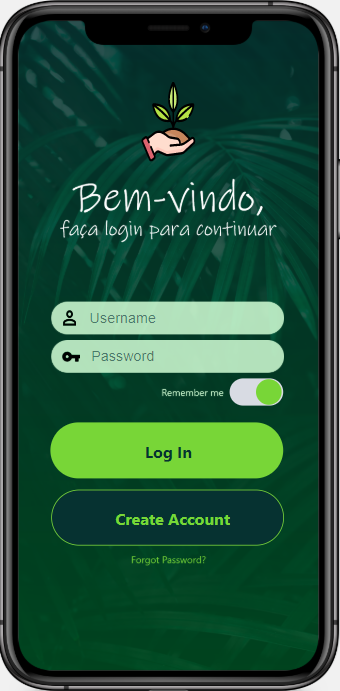 Bem-vindo,
faça login para continuar
Username
Password
Remember me
Log In
Create Account
Forgot Password?